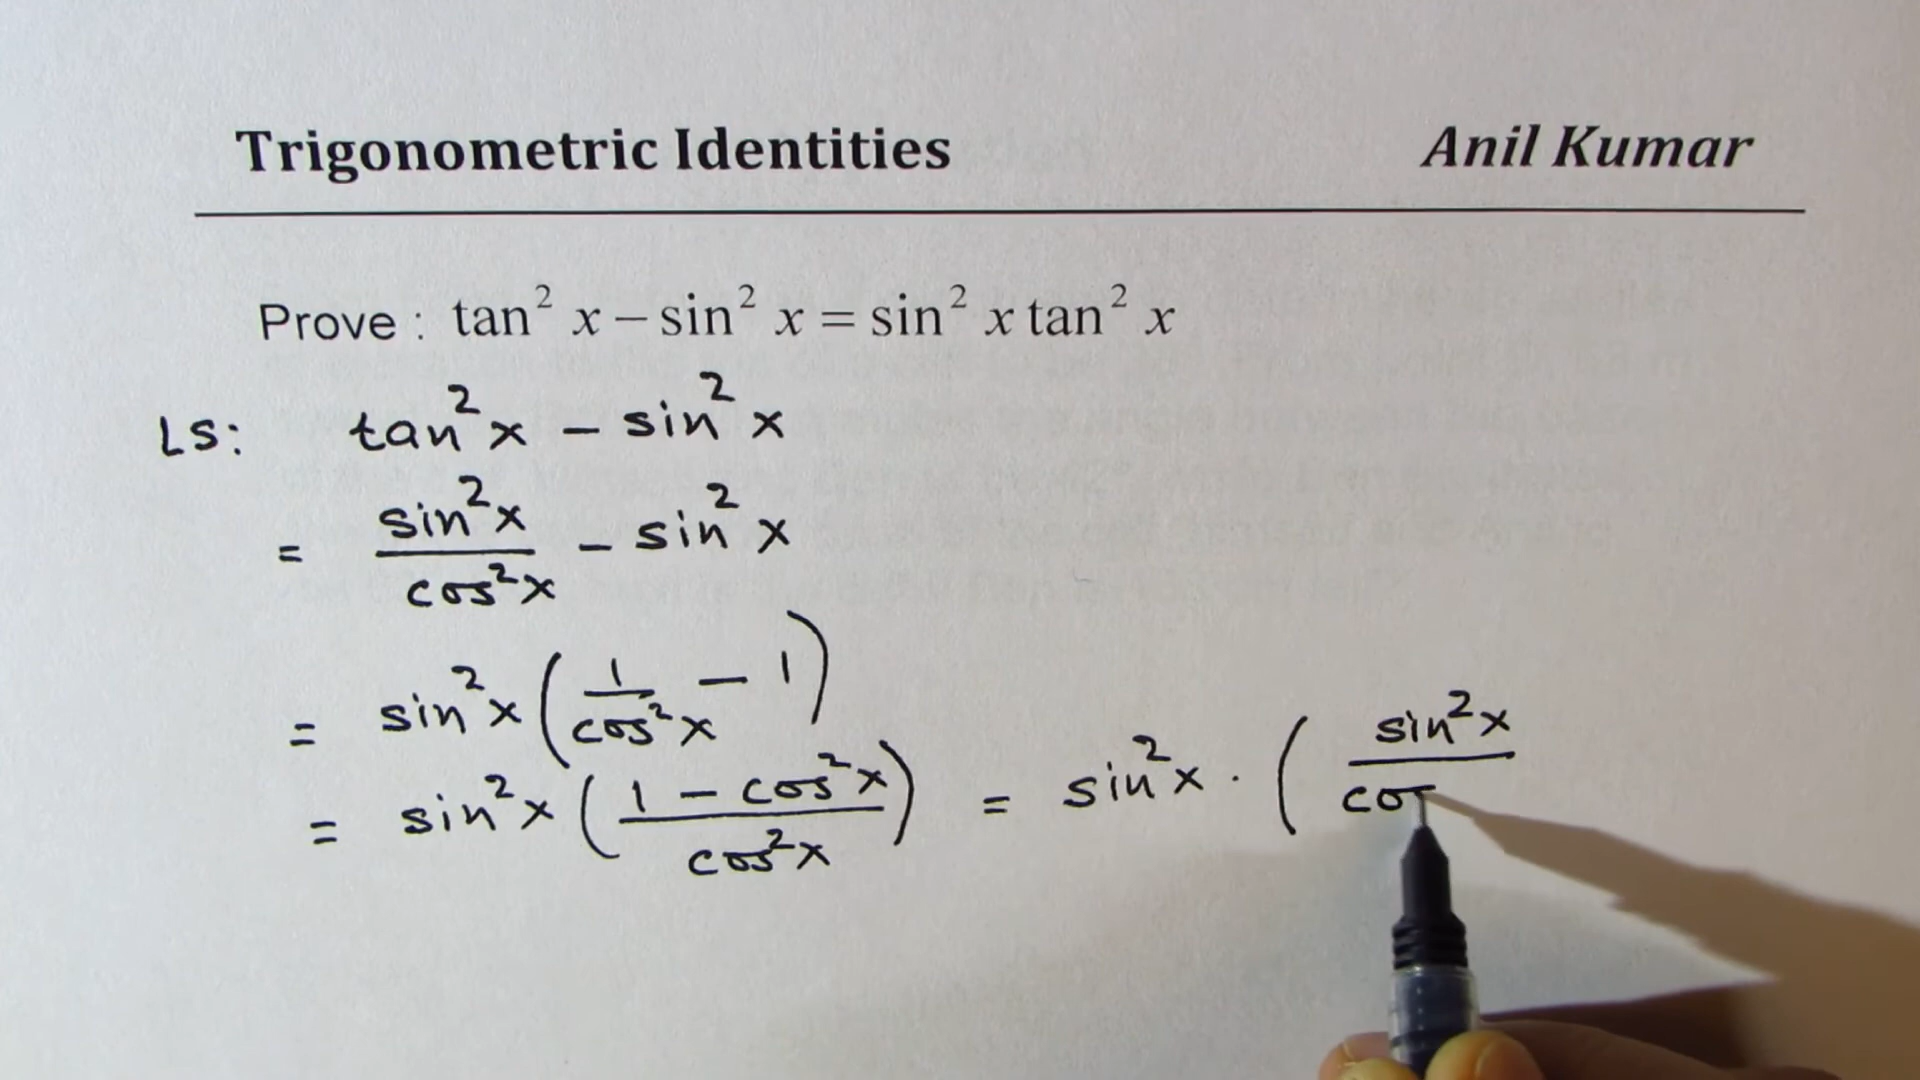 Trigonometric Identities Anil Kumar
Prove : tan² x – sin² x = sin² x tan² x
LS: tan²x – sin²x
= sin²x/cos²x – sin²x
= sin²x (1/cos²x – 1)
= sin²x (1 – cos²x/cos²x) = sin²x · (sin²x/cos